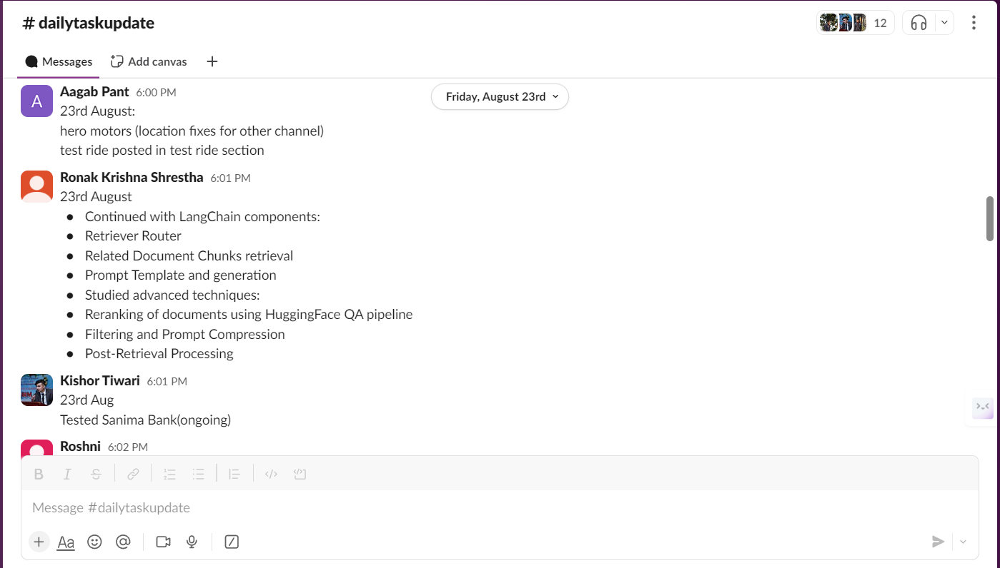 # dailytaskupdate
12
Messages
Add canvas
Friday, August 23rd
A
Aagab Pant 6:00 PM
23rd August:
hero motors (location fixes for other channel)
test ride posted in test ride section
Ronak Krishna Shrestha 6:01 PM
23rd August
● Continued with LangChain components:
● Retriever Router
● Related Document Chunks retrieval
● Prompt Template and generation
● Studied advanced techniques:
● Reranking of documents using HuggingFace QA pipeline
● Filtering and Prompt Compression
● Post-Retrieval Processing
BIM
Kishor Tiwari 6:01 PM
23rd Aug
Tested Sanima Bank(ongoing)
Roshni 6:02 PM
B I S
Message #dailytaskupdate
Aa